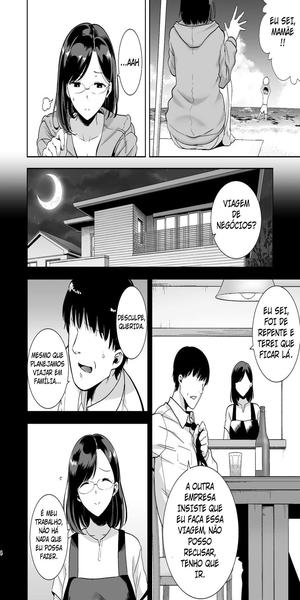 EU SEI,
MAMÃE
!!
...AAH
VIAGEM
DE
NEGÓCIOS?
EU SEI,
FOI DE
REPENTE E
TEREI QUE
FICAR LÁ.
DESCULPE,
QUERIDA.
MESMO QUE
PLANEJAMOS
VIAJAR EM
FAMÍLIA...
A OUTRA
EMPRESA
INSISTE QUE
EU FAÇA ESSA
VIAGEM, NÃO
POSSO
RECUSAR,
TENHO QUE
IR.
É MEU
TRABALHO,
NÃO HÁ
NADA QUE
EU POSSA
FAZER.